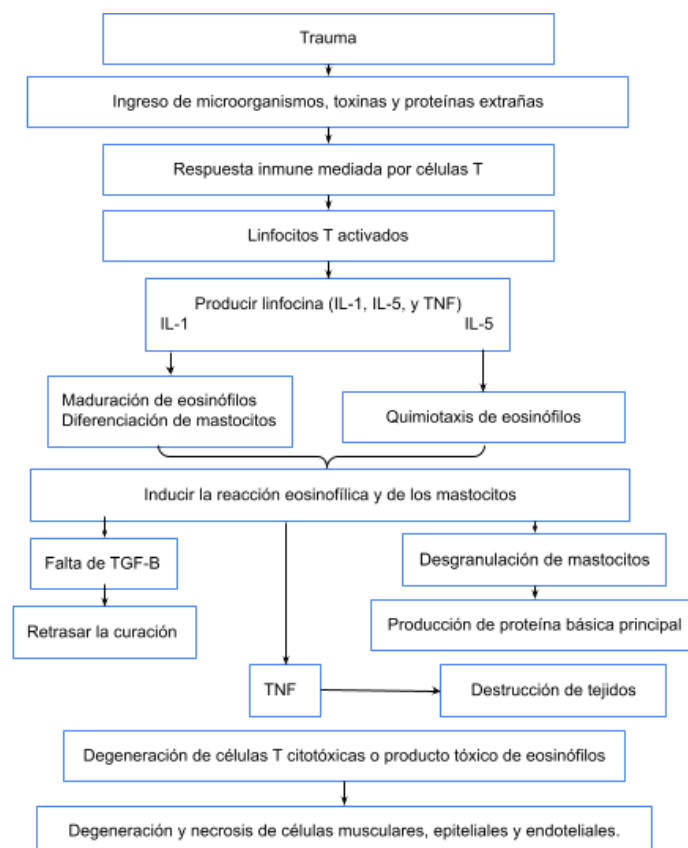 Trauma
Ingreso de microorganismos, toxinas y proteínas extrañas
Respuesta inmune mediada por células T
Linfocitos T activados
Producir linfocina (IL-1, IL-5, y TNF)
IL-1 IL-5
Maduración de eosinófilos
Diferenciación de mastocitos
Quimiotaxis de eosinófilos
Inducir la reacción eosinofílica y de los mastocitos
Falta de TGF-B
Desgranulación de mastocitos
Retrasar la curación
Producción de proteína básica principal
TNF
Destrucción de tejidos
Degeneración de células T citotóxicas o producto tóxico de eosinófilos
Degeneración y necrosis de células musculares, epiteliales y endoteliales.